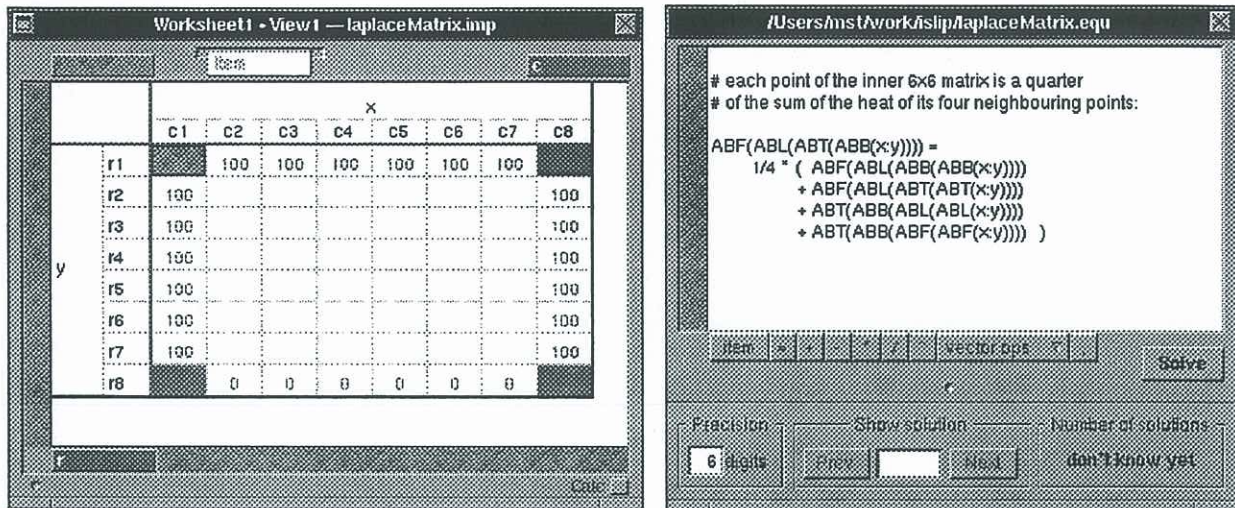 Worksheet1 • View1 — laplaceMatrix.imp
Item
c
x
c1 c2 c3 c4 c5 c6 c7 c8
r1 100 100 100 100 100 100
r2 100 100
r3 100 100
y
r4 100 100
r5 100 100
r6 100 100
r7 100 100
r8 0 0 0 0 0 0
r
Calc
/Users/mst/work/islip/laplaceMatrix.equ
# each point of the inner 6x6 matrix is a quarter
# of the sum of the heat of its four neighbouring points:
ABF(ABL(ABT(ABB(x:y)))) =
1/4 * ( ABF(ABL(ABB(ABB(x:y))))
+ ABF(ABL(ABT(ABT(x:y))))
+ ABT(ABB(ABL(ABL(x:y))))
+ ABT(ABB(ABF(ABF(x:y)))) )
item = + - * / vector ops
Solve
Precision Show solution Number of solutions
6 digits Prev Next don't know yet